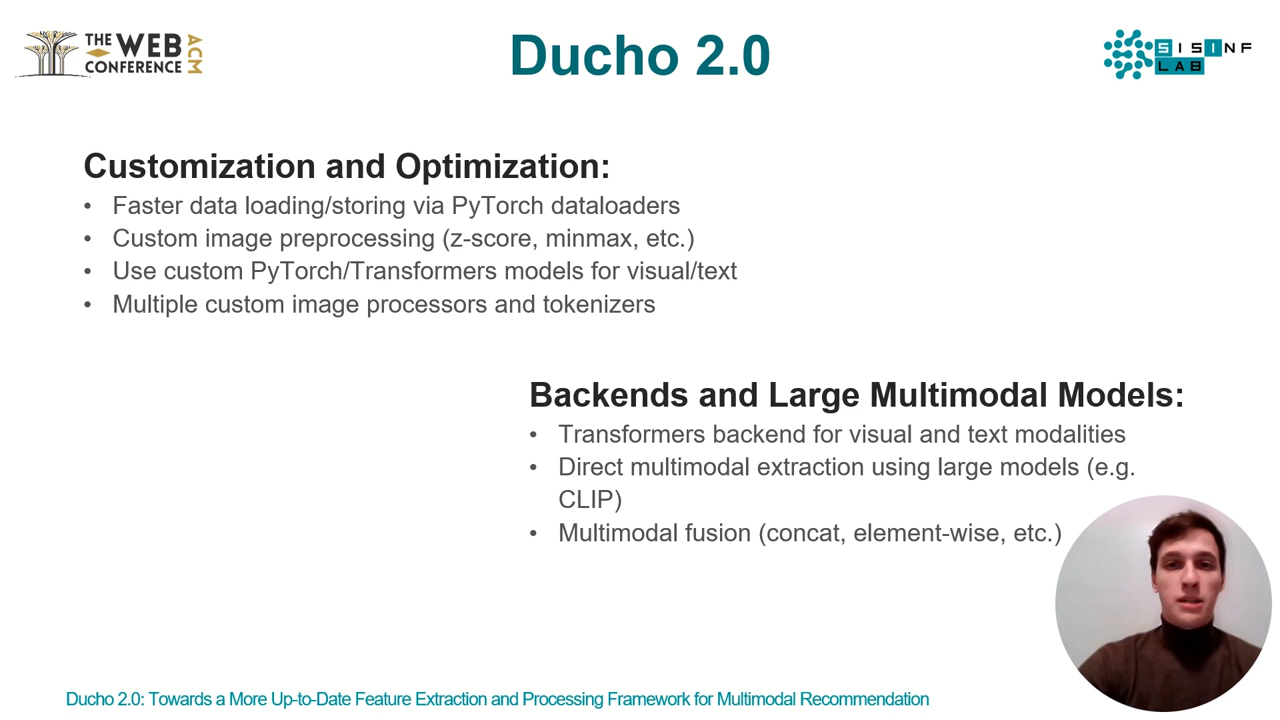 THE WEB
CONFERENCE
ACM
Ducho 2.0
SISINF
LAB
Customization and Optimization:
• Faster data loading/storing via PyTorch dataloaders
• Custom image preprocessing (z-score, minmax, etc.)
• Use custom PyTorch/Transformers models for visual/text
• Multiple custom image processors and tokenizers
Backends and Large Multimodal Models:
• Transformers backend for visual and text modalities
• Direct multimodal extraction using large models (e.g.
CLIP)
• Multimodal fusion (concat, element-wise, etc.)
Ducho 2.0: Towards a More Up-to-Date Feature Extraction and Processing Framework for Multimodal Recommendation